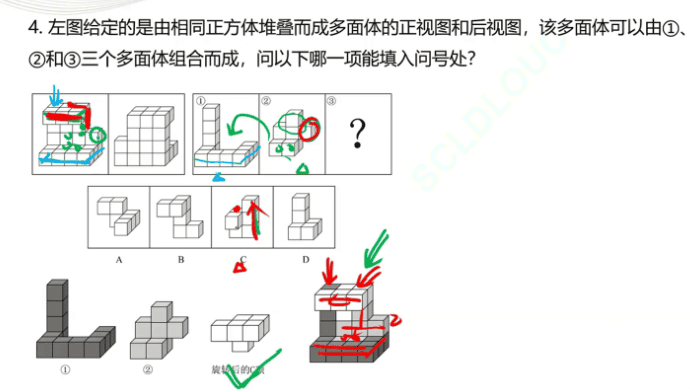 4. 左图给定的是由相同正方体堆叠而成多面体的正视图和后视图，该多面体可以由①、
②和③三个多面体组合而成，问以下哪一项能填入问号处？
① ② ③
?
A B C D
① ② 旋转后的C项
2
SCLDLOUC